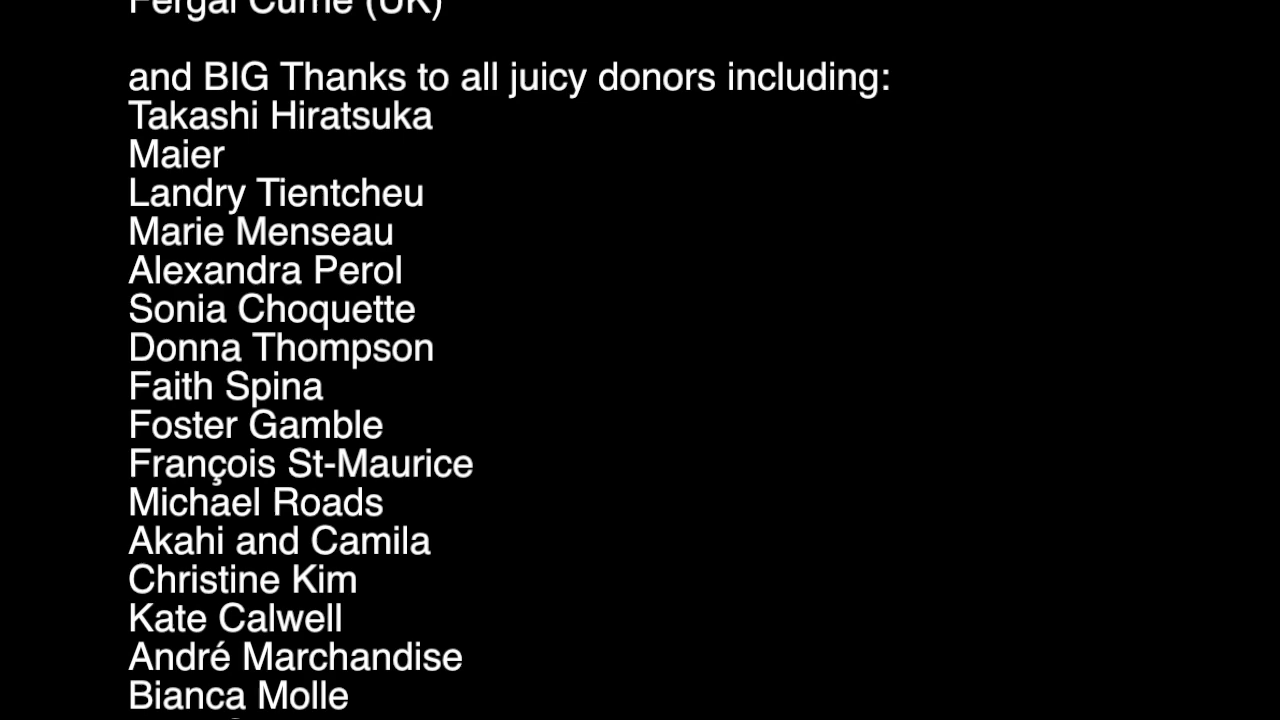 Fergal Currie (UK)
and BIG Thanks to all juicy donors including:
Takashi Hiratsuka
Maier
Landry Tientcheu
Marie Menseau
Alexandra Perol
Sonia Choquette
Donna Thompson
Faith Spina
Foster Gamble
François St-Maurice
Michael Roads
Akahi and Camila
Christine Kim
Kate Calwell
André Marchandise
Bianca Molle